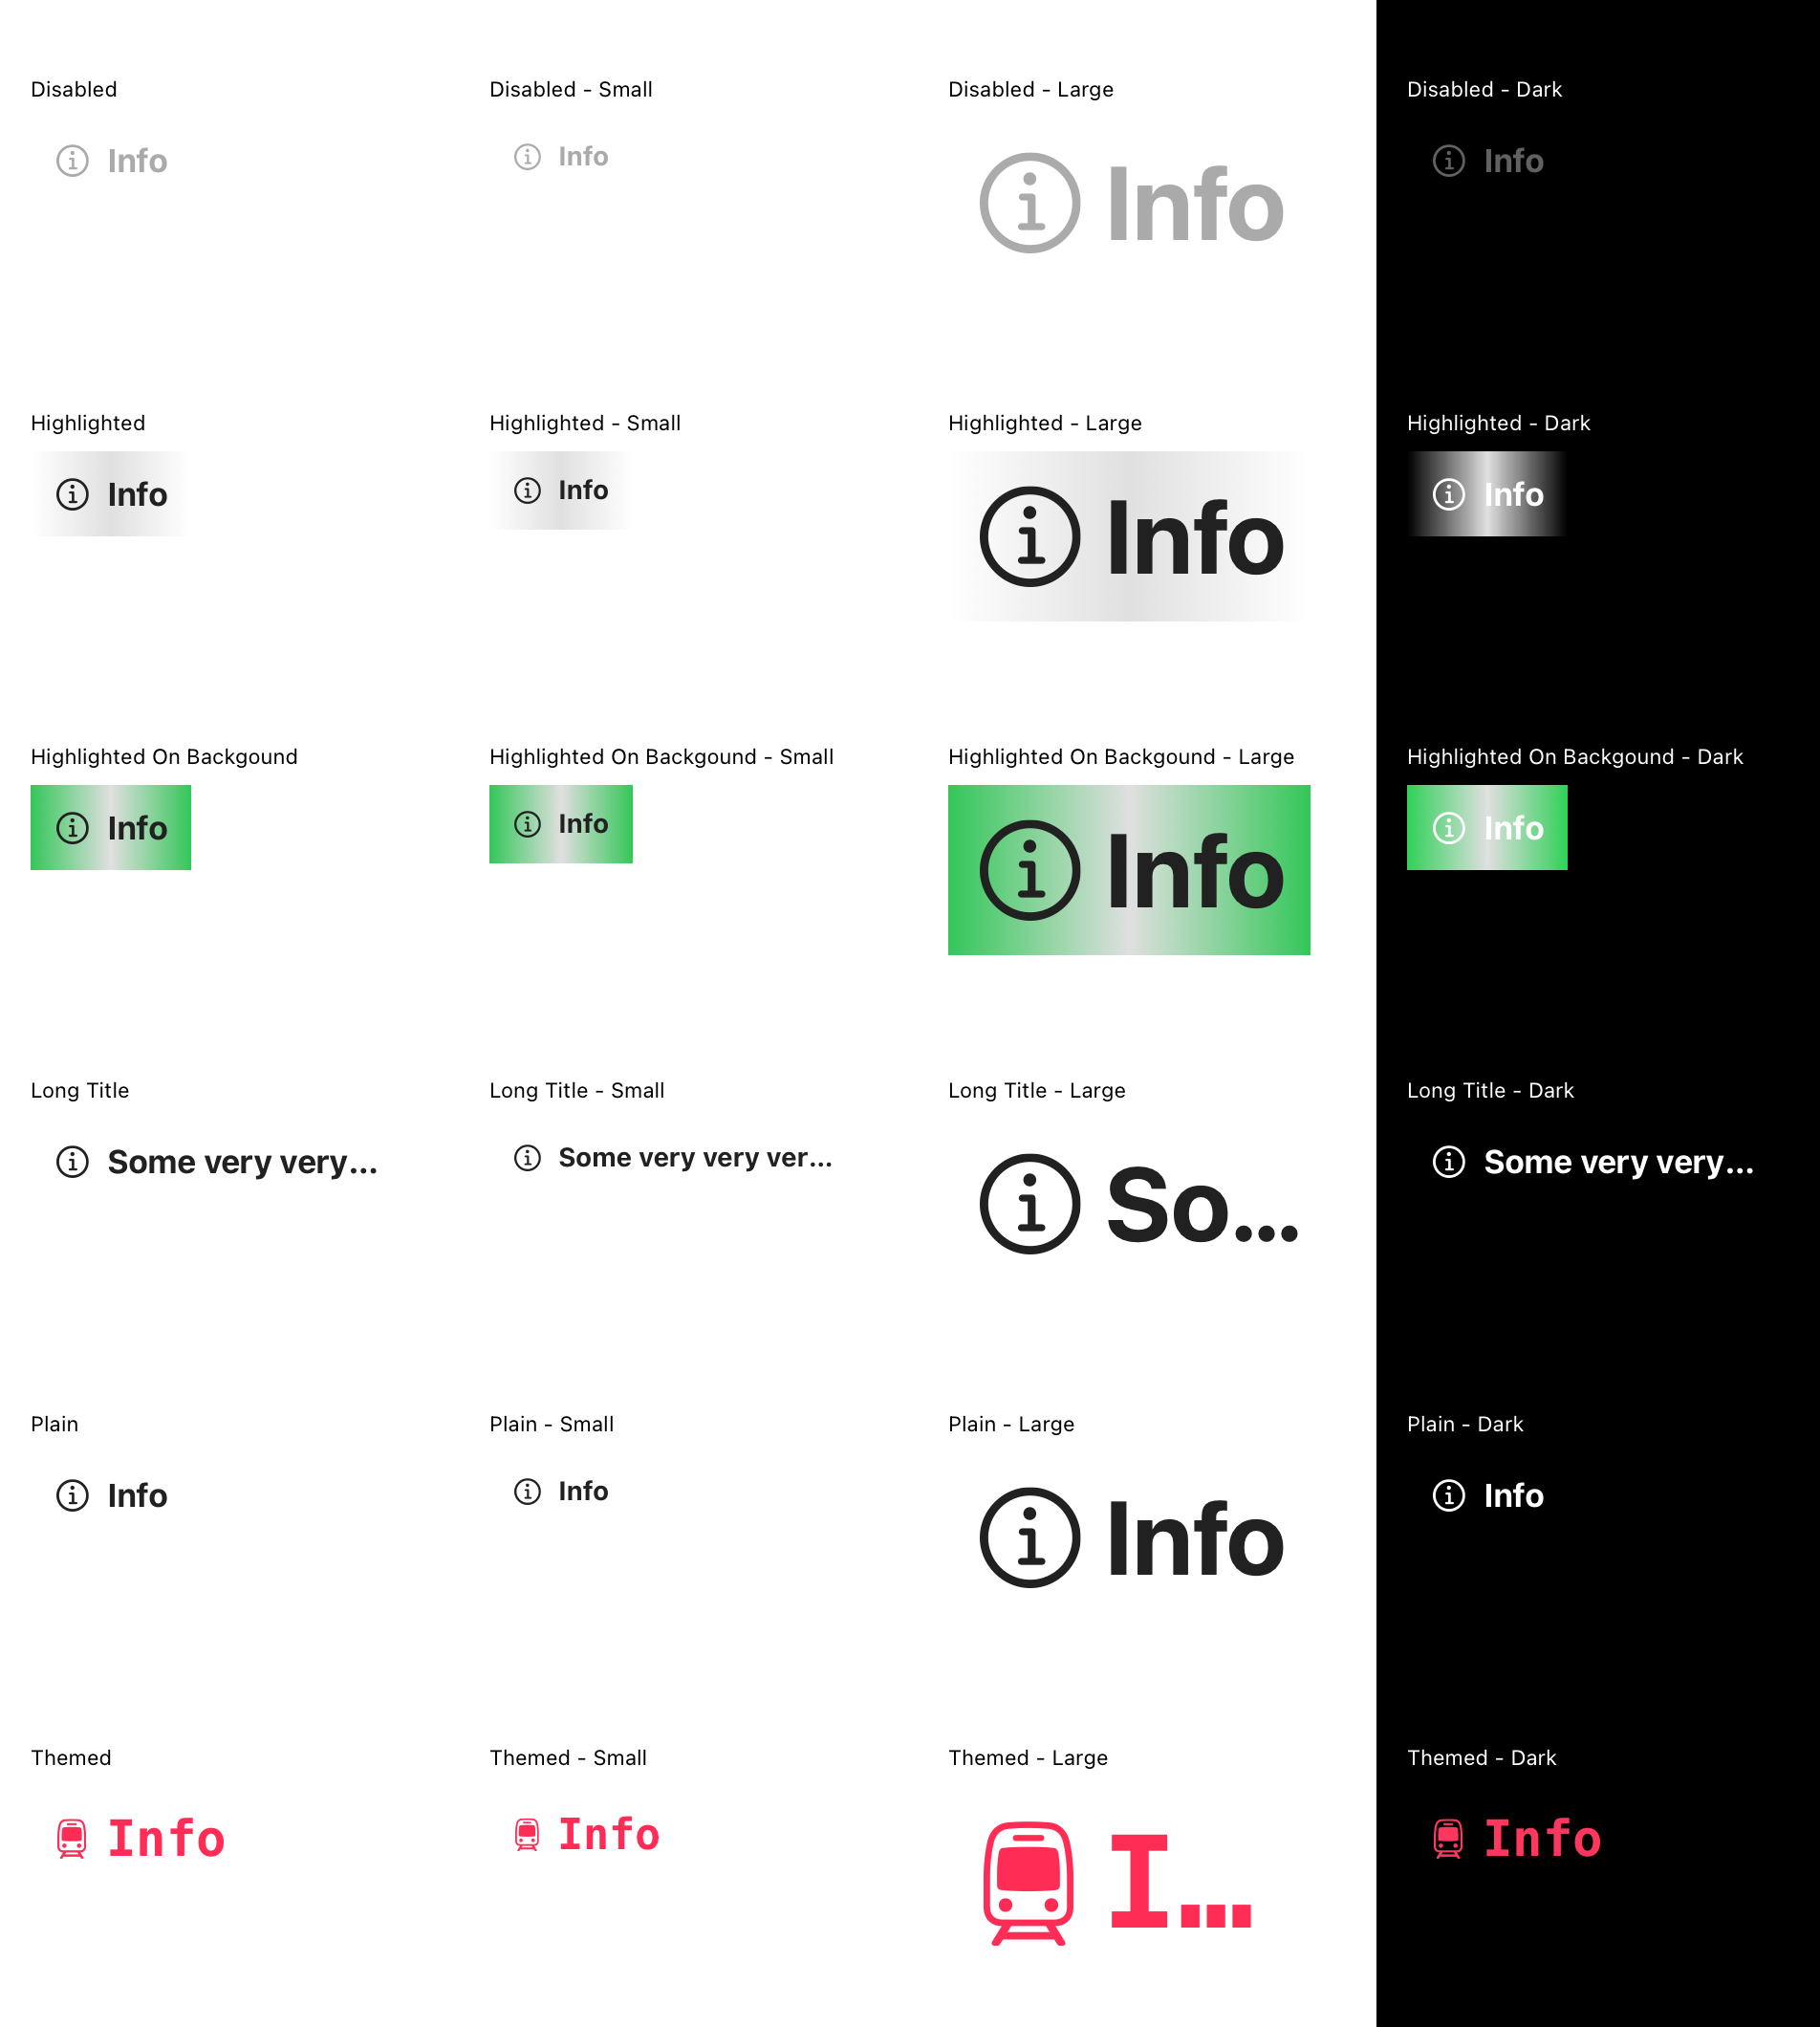 Disabled
Disabled - Small
Disabled - Large
Disabled - Dark
Info
Info
Info
Info
Highlighted
Highlighted - Small
Highlighted - Large
Highlighted - Dark
Info
Info
Info
Info
Highlighted On Backgound
Highlighted On Backgound - Small
Highlighted On Backgound - Large
Highlighted On Backgound - Dark
Info
Info
Info
Info
Long Title
Long Title - Small
Long Title - Large
Long Title - Dark
Some very very...
Some very very ver...
So...
Some very very...
Plain
Plain - Small
Plain - Large
Plain - Dark
Info
Info
Info
Info
Themed
Themed - Small
Themed - Large
Themed - Dark
Info
Info
I...
Info